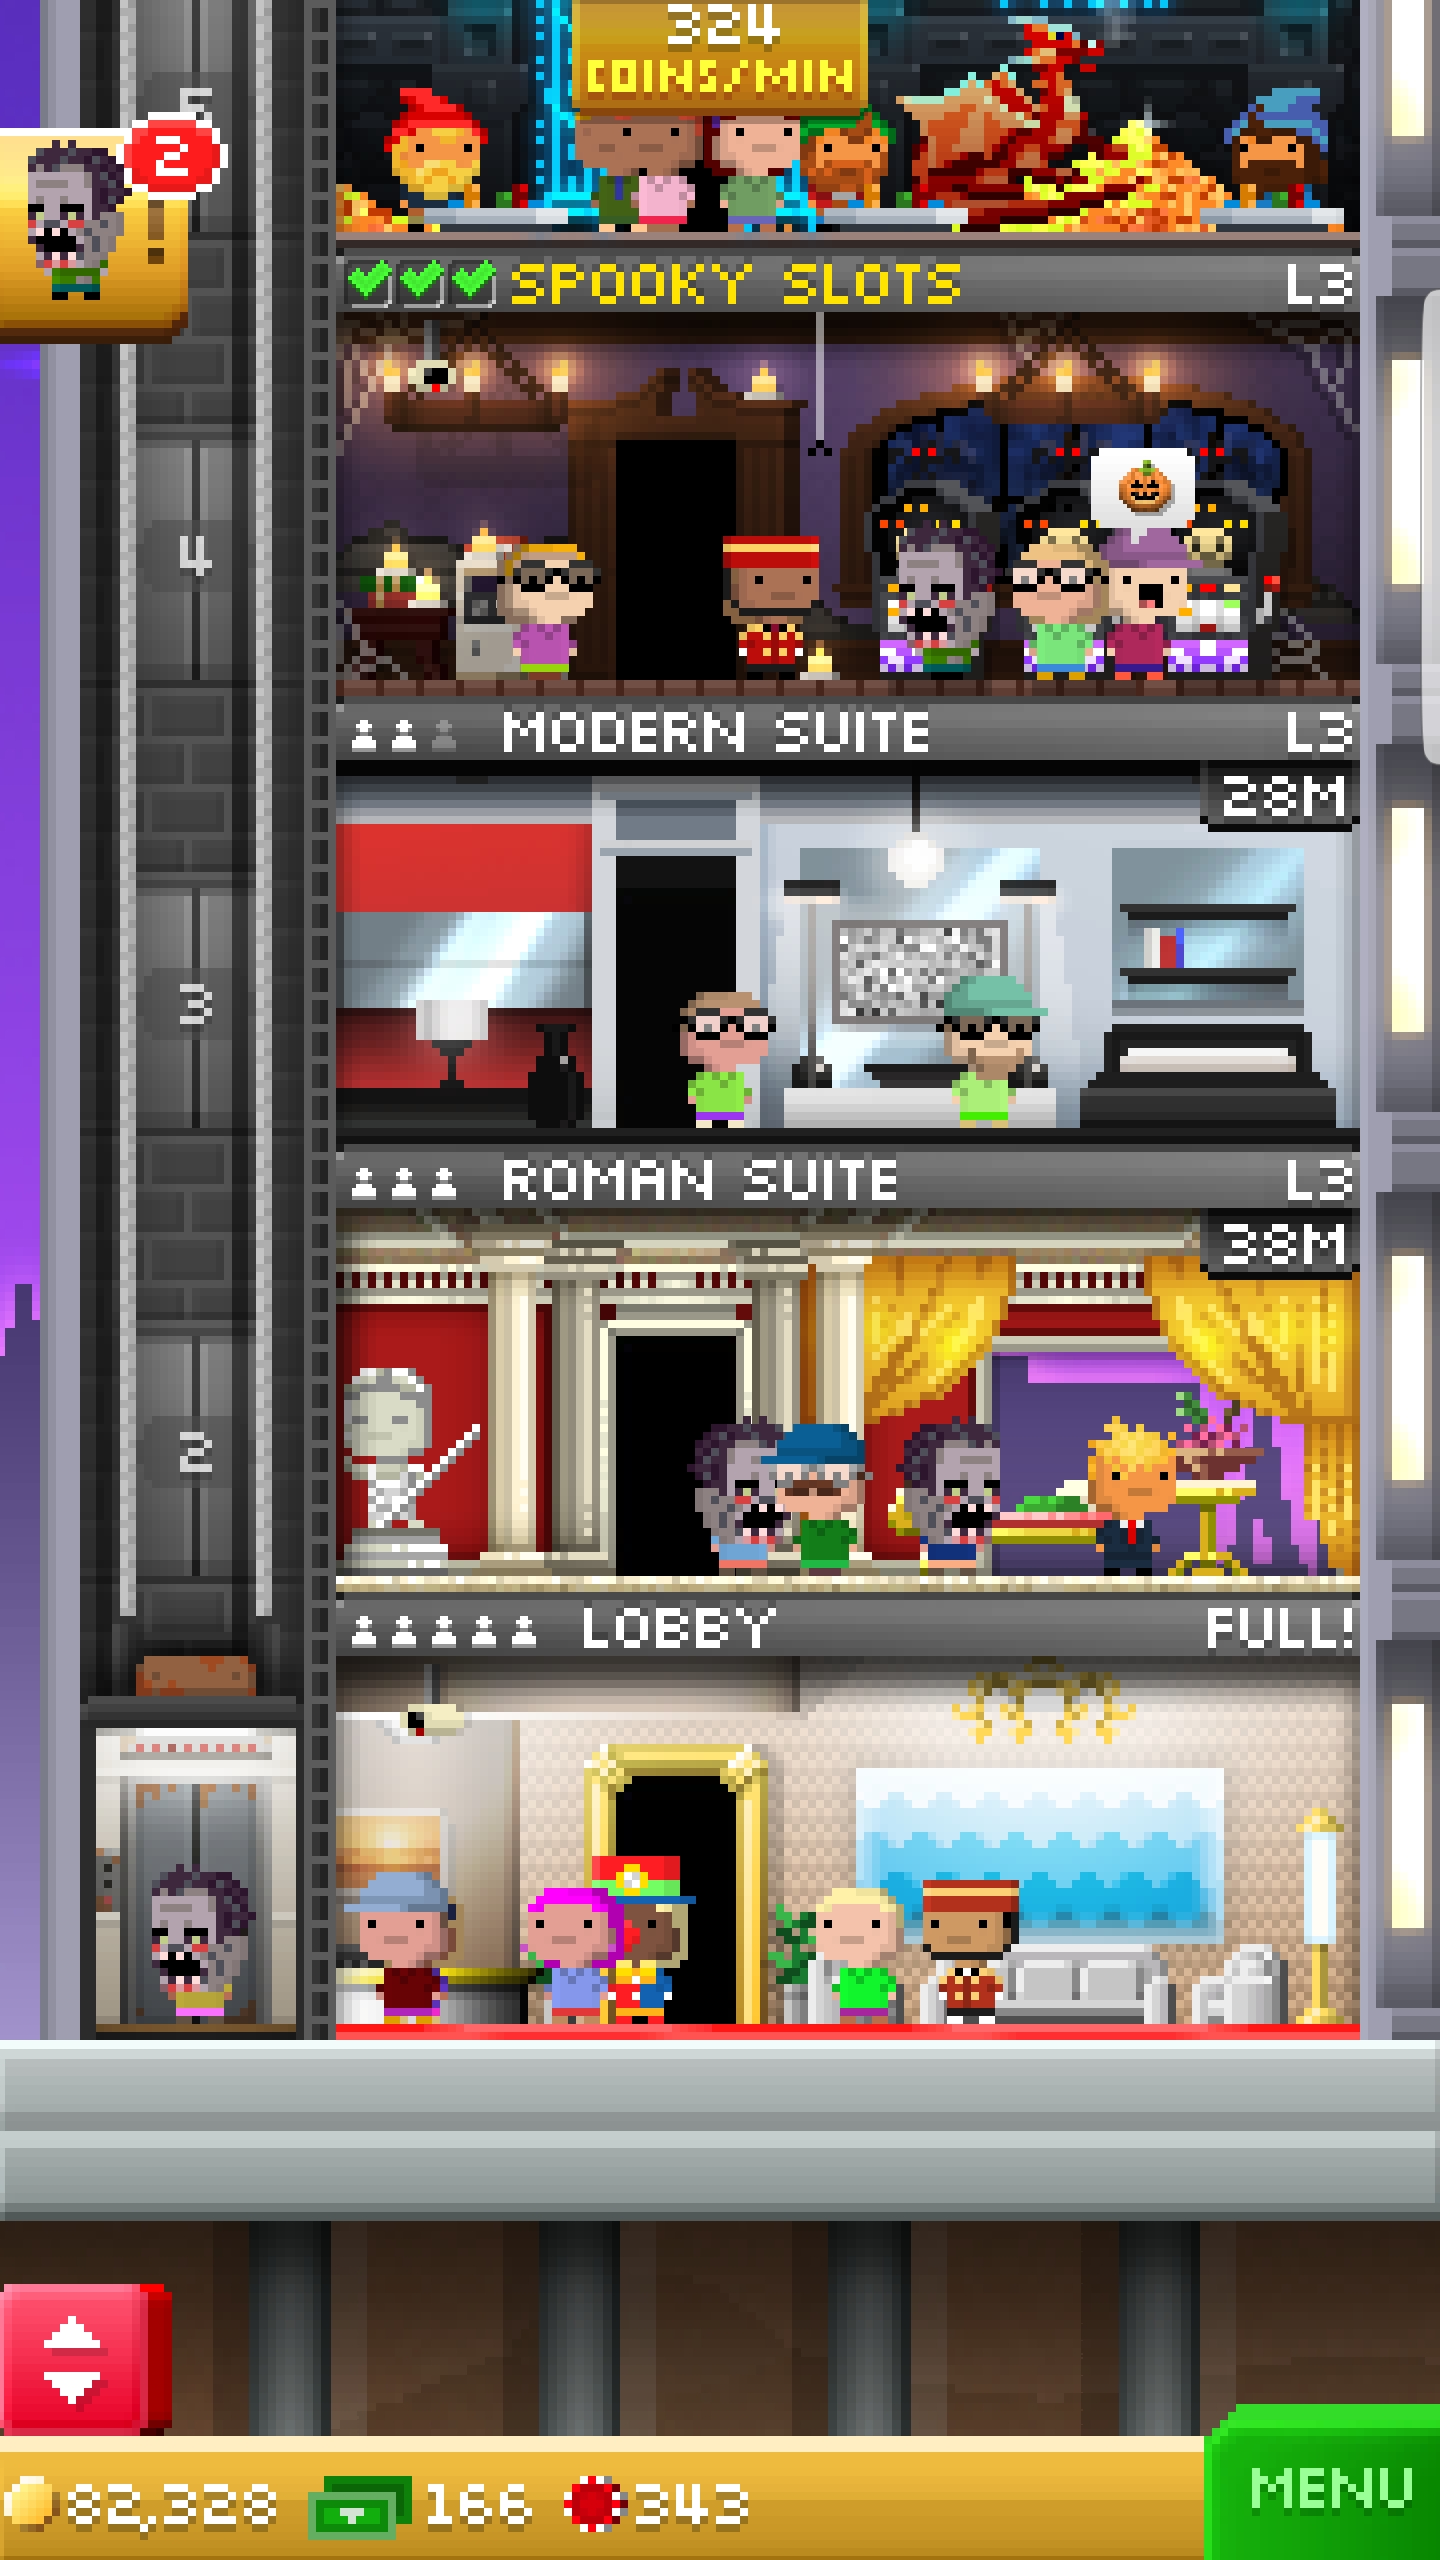 324
COINS/MIN
5
2
!
SPOOKY SLOTS L3
4
MODERN SUITE L3
28M
3
ROMAN SUITE L3
38M
2
LOBBY FULL!
82,328 166 343
MENU